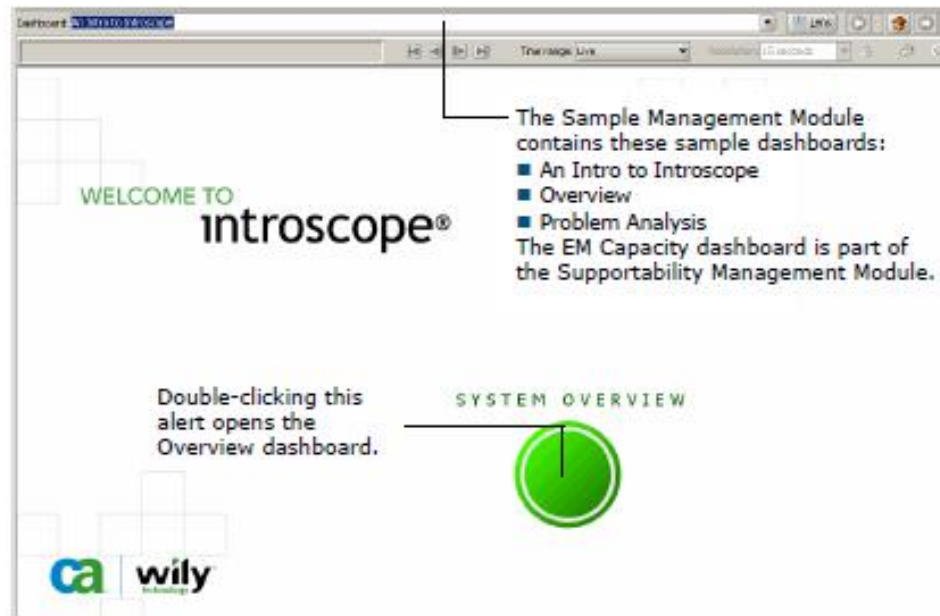 Dashboard:
Time range: Live
The Sample Management Module
contains these sample dashboards:
■ An Intro to Introscope
■ Overview
■ Problem Analysis
The EM Capacity dashboard is part of
the Supportability Management Module.
WELCOME TO
introscope®
Double-clicking this
alert opens the
Overview dashboard.
SYSTEM OVERVIEW
ca wily
technology